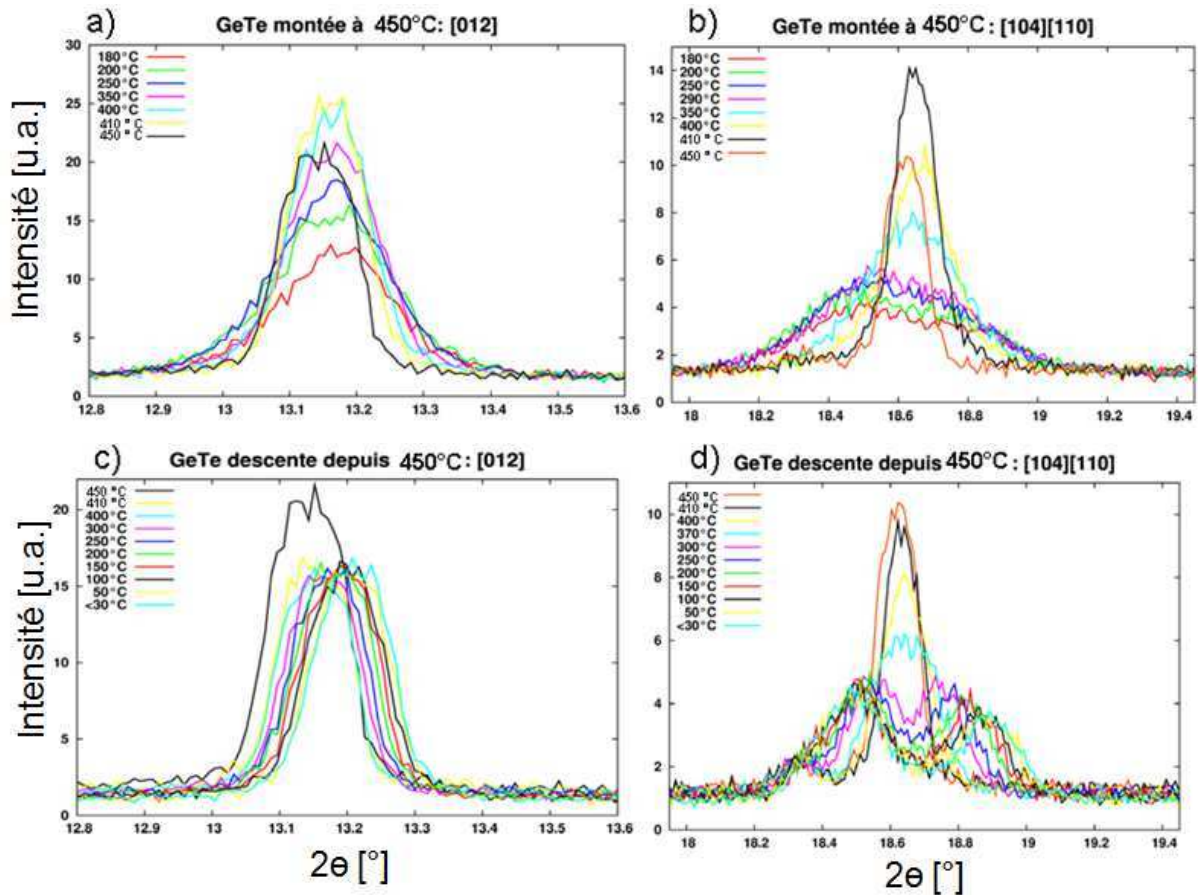 a)
GeTe montée à 450°C: [012]
Intensité [u.a.]
30
25
20
15
10
5
0
180°C
200°C
250°C
350°C
400°C
410°C
450°C
12.8 12.9 13 13.1 13.2 13.3 13.4 13.5 13.6
b)
GeTe montée à 450°C : [104][110]
14
12
10
8
6
4
2
0
180°C
200°C
250°C
290°C
350°C
400°C
410°C
450°C
18 18.2 18.4 18.6 18.8 19 19.2 19.4
c)
GeTe descente depuis 450°C : [012]
Intensité [u.a.]
20
15
10
5
0
450°C
410°C
400°C
300°C
250°C
200°C
150°C
100°C
50°C
<30°C
12.8 12.9 13 13.1 13.2 13.3 13.4 13.5 13.6
2θ [°]
d)
GeTe descente depuis 450°C : [104][110]
10
8
6
4
2
0
450°C
410°C
400°C
370°C
300°C
250°C
200°C
150°C
100°C
50°C
<30°C
18 18.2 18.4 18.6 18.8 19 19.2 19.4
2θ [°]